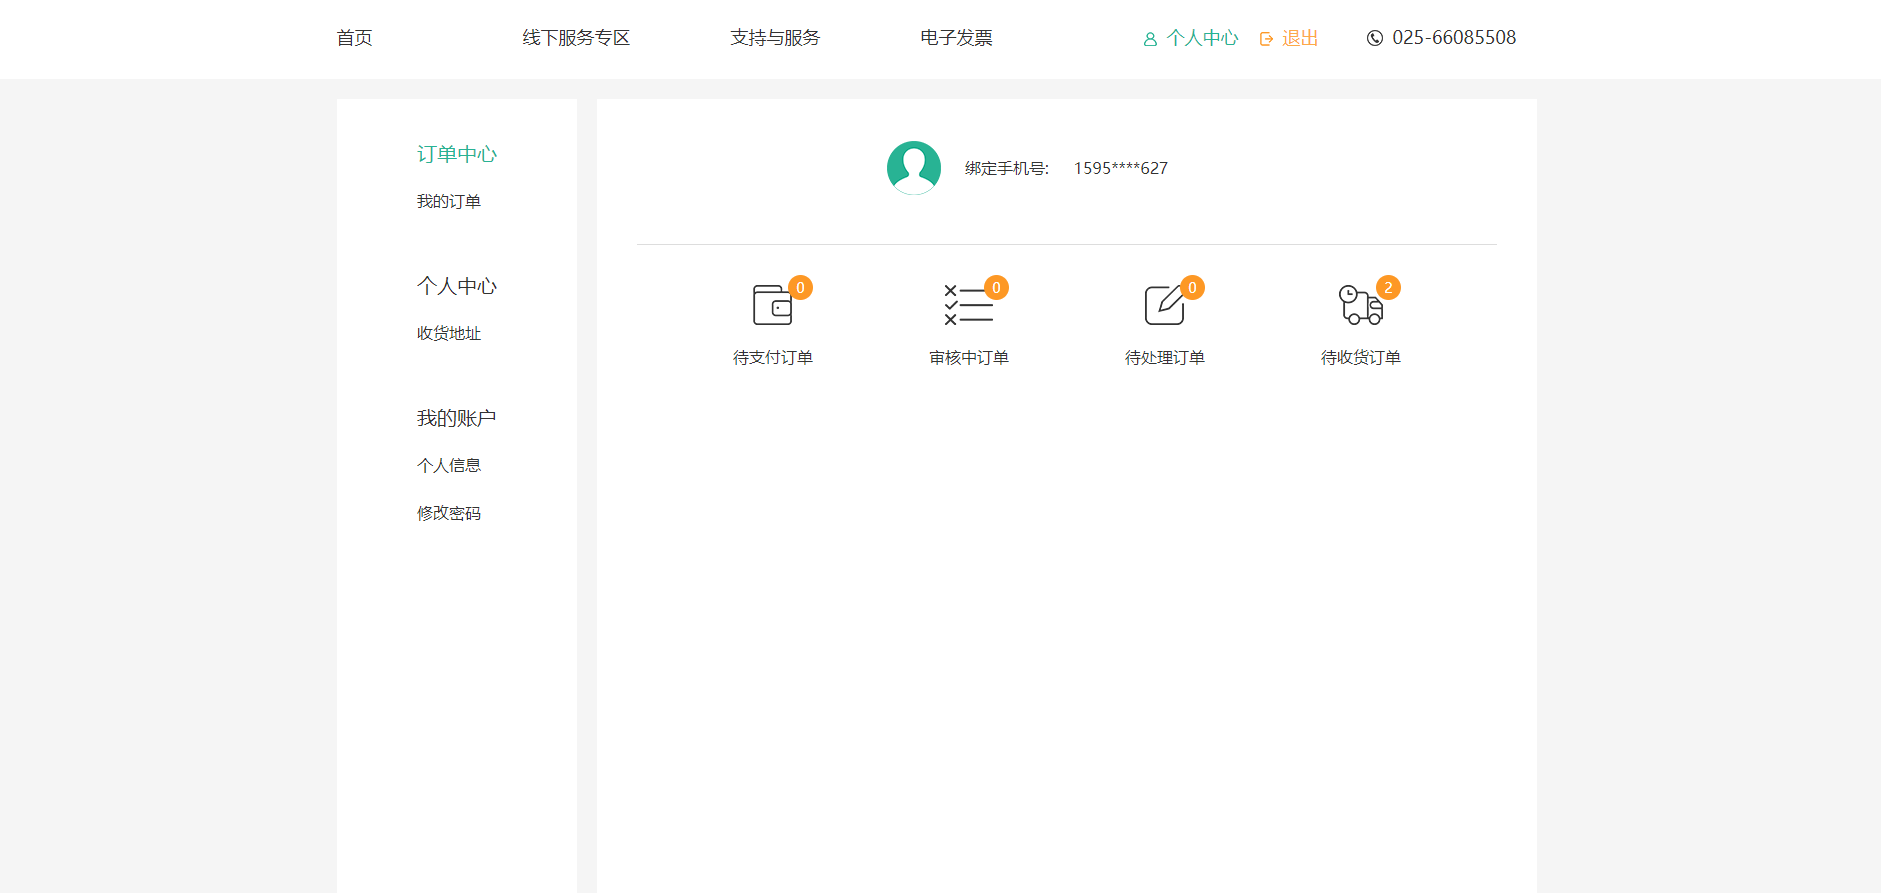 首页 线下服务专区 支持与服务 电子发票 个人中心 退出 025-66085508
订单中心
我的订单
个人中心
收货地址
我的账户
个人信息
修改密码
绑定手机号: 1595****627
0 0 0 2
待支付订单 审核中订单 待处理订单 待收货订单